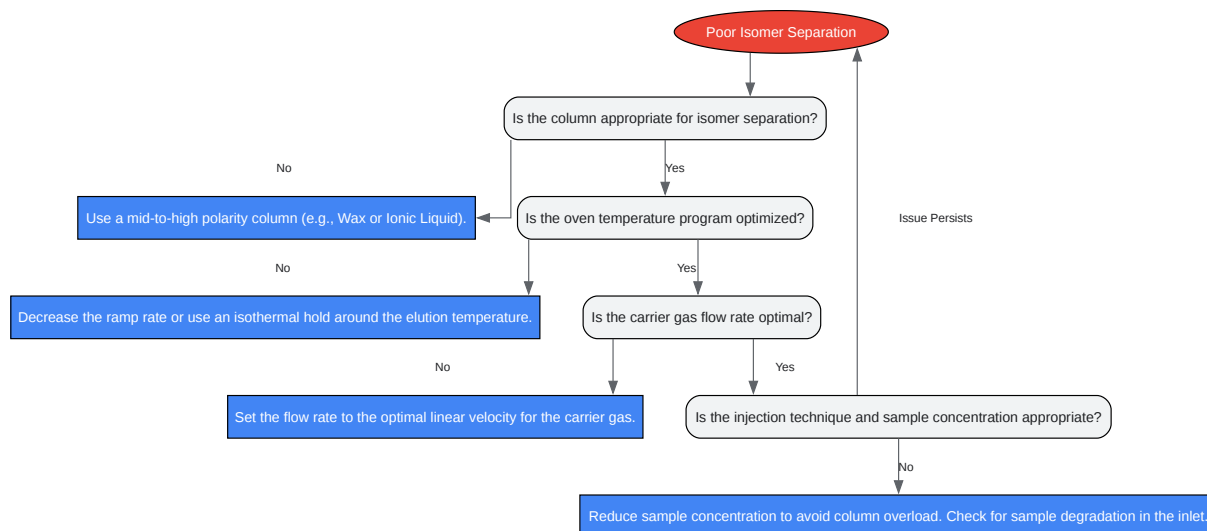 Poor Isomer Separation
Is the column appropriate for isomer separation?
No
Yes
Use a mid-to-high polarity column (e.g., Wax or Ionic Liquid).
Is the oven temperature program optimized?
Issue Persists
No
Yes
Decrease the ramp rate or use an isothermal hold around the elution temperature.
Is the carrier gas flow rate optimal?
No
Yes
Set the flow rate to the optimal linear velocity for the carrier gas.
Is the injection technique and sample concentration appropriate?
No
Reduce sample concentration to avoid column overload. Check for sample degradation in the inlet.